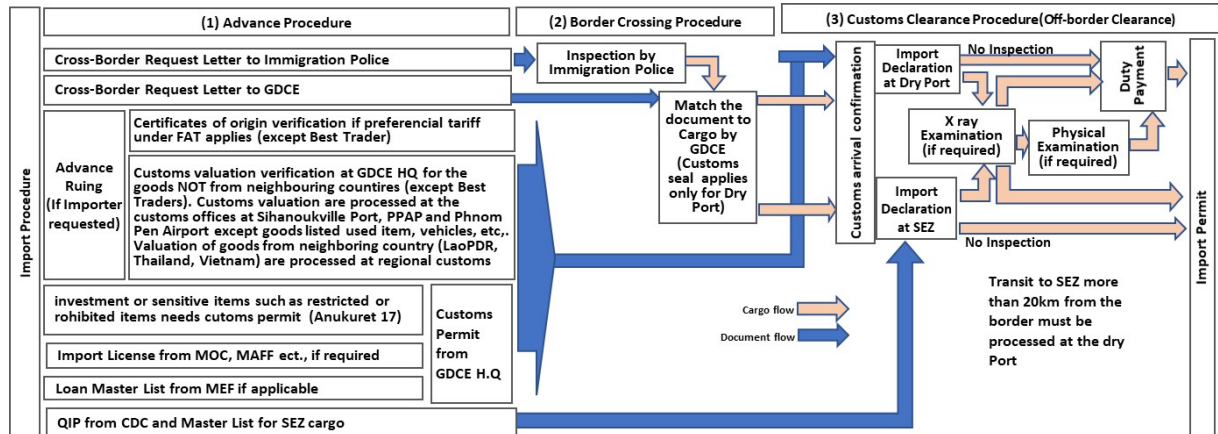 (1) Advance Procedure
(2) Border Crossing Procedure
(3) Customs Clearance Procedure(Off-border Clearance)
Import Procedure
Cross-Border Request Letter to Immigration Police
Cross-Border Request Letter to GDCE
Advance
Ruing
(If Importer
requested)
Certificates of origin verification if preferential tariff
under FAT applies (except Best Trader)
Customs valuation verification at GDCE HQ for the
goods NOT from neighbouring countires (except Best
Traders). Customs valuation are processed at the
customs offices at Sihanoukville Port, PPAP and Phnom
Pen Airport except goods listed used item, vehicles, etc,.
Valuation of goods from neighboring country (LaoPDR,
Thailand, Vietnam) are processed at regional customs
investment or sensitive items such as restricted or
rohibited items needs cutoms permit (Anukuret 17)
Import License from MOC, MAFF ect., if required
Loan Master List from MEF if applicable
Customs
Permit
from
GDCE H.Q
QIP from CDC and Master List for SEZ cargo
Inspection by
Immigration Police
Match the
document to
Cargo by
GDCE
(Customs
seal applies
only for Dry
Port)
Cargo flow
Document flow
Customs arrival confirmation
Import
Declaration
at Dry Port
No Inspection
X ray
Examination
(if required)
Physical
Examination
(if required)
Duty
Payment
Import
Declaration
at SEZ
No Inspection
Transit to SEZ more
than 20km from the
border must be
processed at the dry
Port
Import Permit